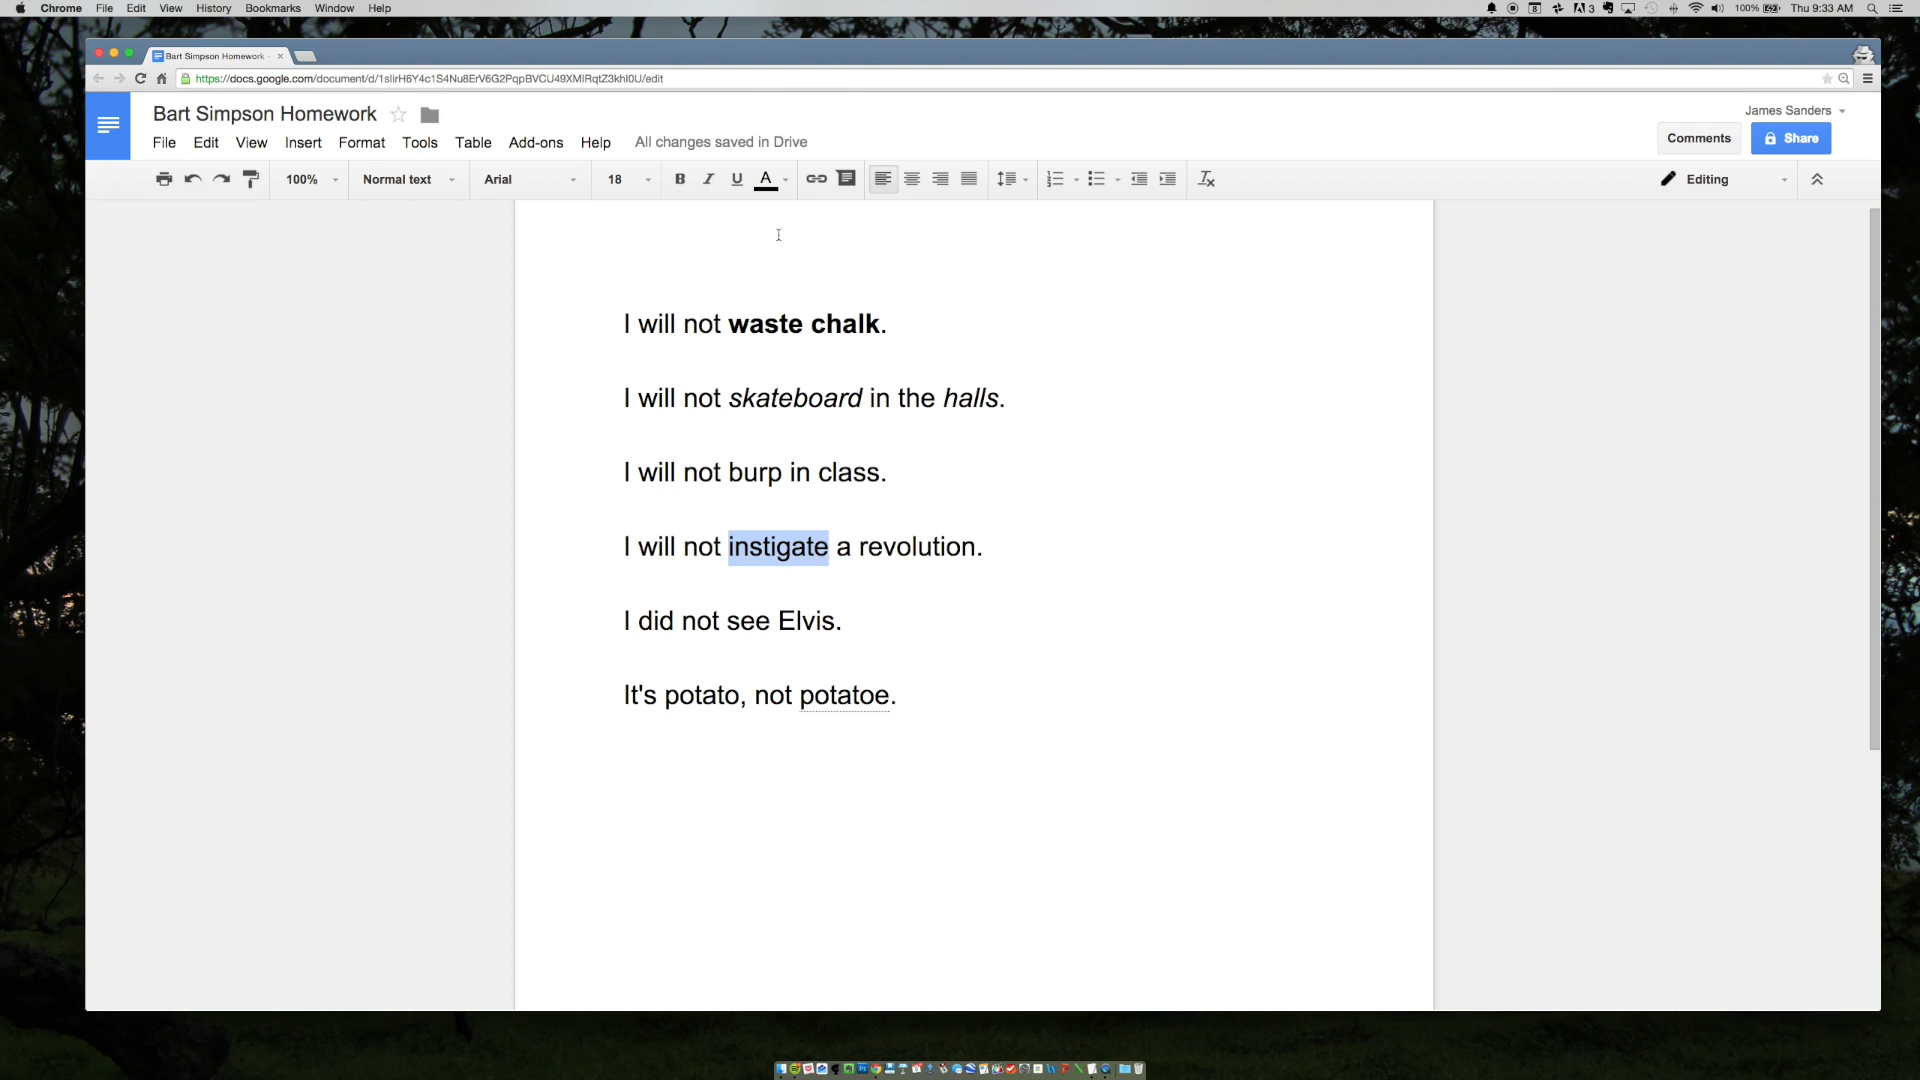 Chrome File Edit View History Bookmarks Window Help
3 100% Thu 9:33 AM
Bart Simpson Homework -
https://docs.google.com/document/d/1slirH6Y4c1S4Nu8ErV6G2PqpBVCU49XMlRqtZ3khI0U/edit
Bart Simpson Homework
James Sanders
File Edit View Insert Format Tools Table Add-ons Help All changes saved in Drive
Comments Share
100% Normal text Arial 18 B I U A Editing
I will not waste chalk.
I will not skateboard in the halls.
I will not burp in class.
I will not instigate a revolution.
I did not see Elvis.
It's potato, not potatoe.